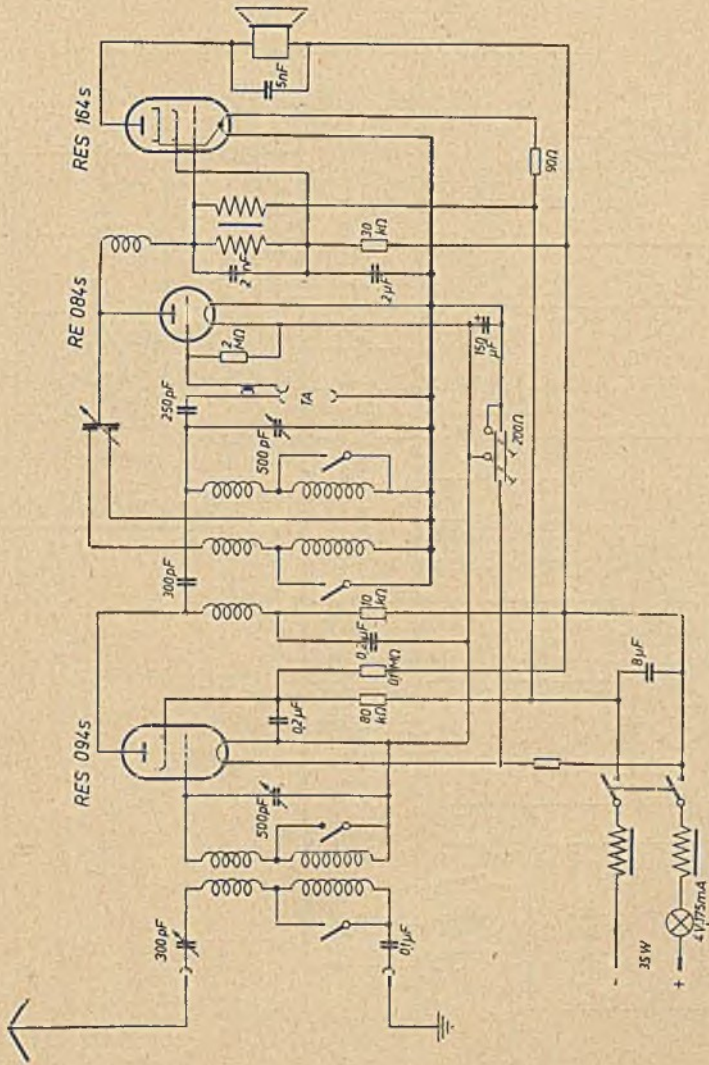 RES 094s
RE 084s
RES 164s
300pF
0,1µF
500pF
0,2µF
80
kΩ
0,1MΩ
0,2µF
10
kΩ
300pF
500pF
250pF
TA
2
MΩ
2
nF
2µF
30
kΩ
5nF
90Ω
150
µF
200Ω
8µF
-
35W
+
4V,175mA